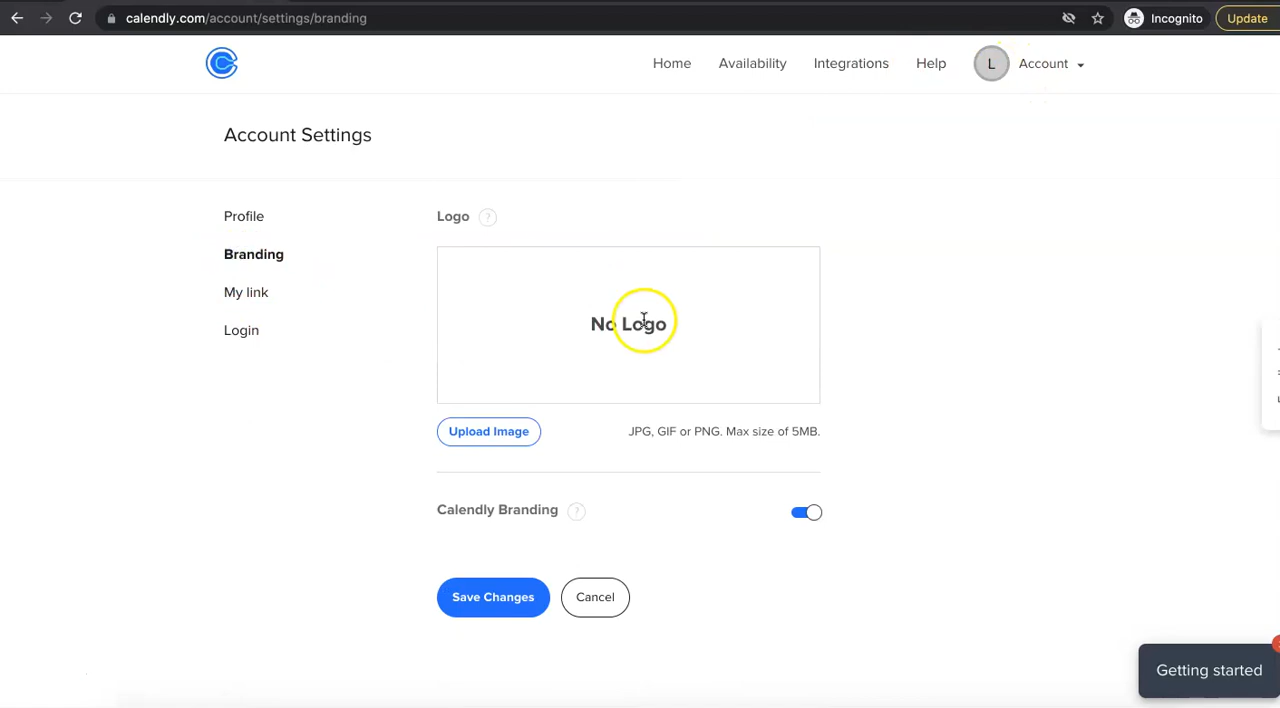 calendly.com/account/settings/branding
Incognito
Update
Home Availability Integrations Help L Account
Account Settings
Profile
Branding
My link
Login
Logo ?
No Logo
Upload Image JPG, GIF or PNG. Max size of 5MB.
Calendly Branding ?
Save Changes Cancel
Getting started